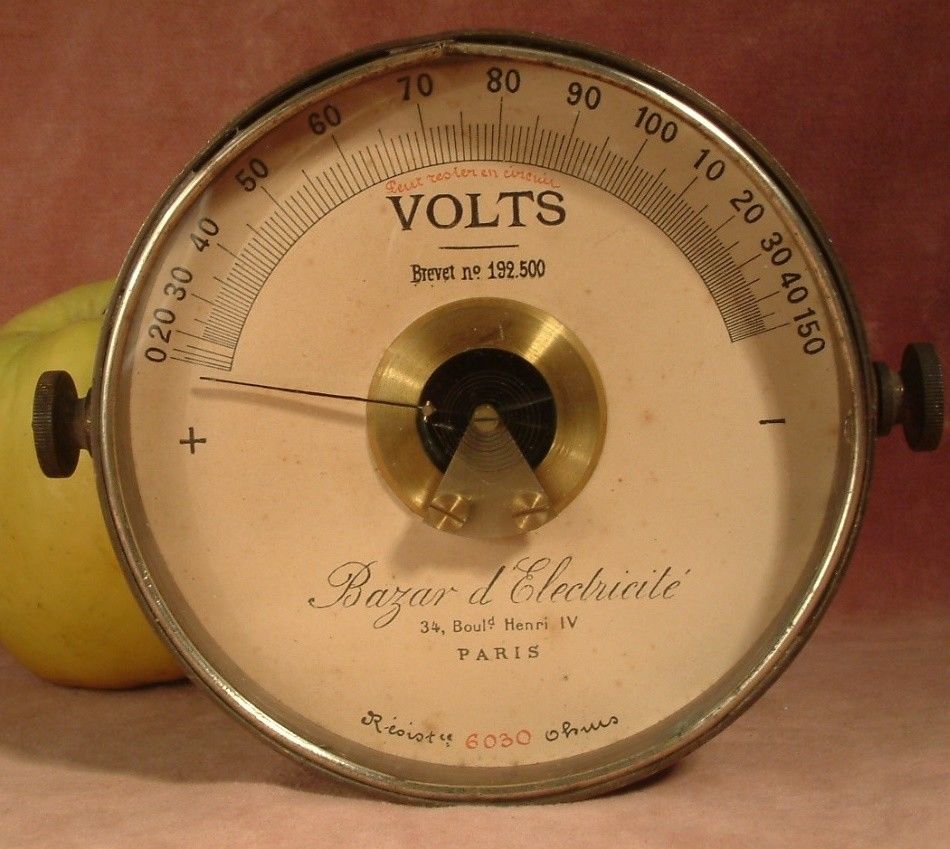 0 20 30 40 50 60 70 80 90 100 10 20 30 40 150
Peut rester en circuit
VOLTS
Brevet nº 192.500
+ −
Bazar d'Electricité
34, Boulᵈ Henri IV
PARIS
Résistᶜᵉ 6030 ohms